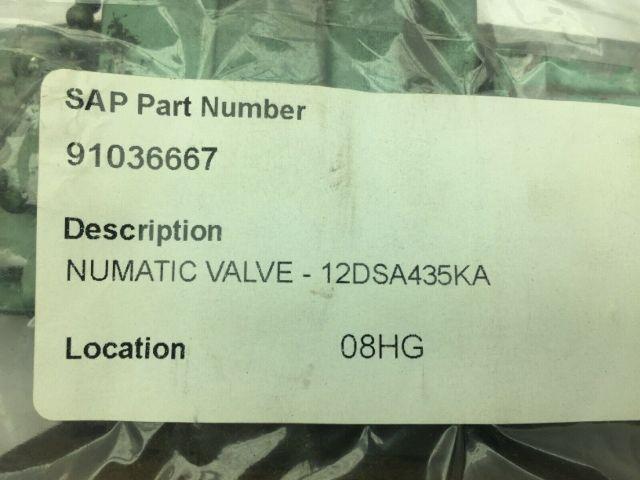 SAP Part Number
91036667
Description
NUMATIC VALVE - 12DSA435KA
Location 08HG